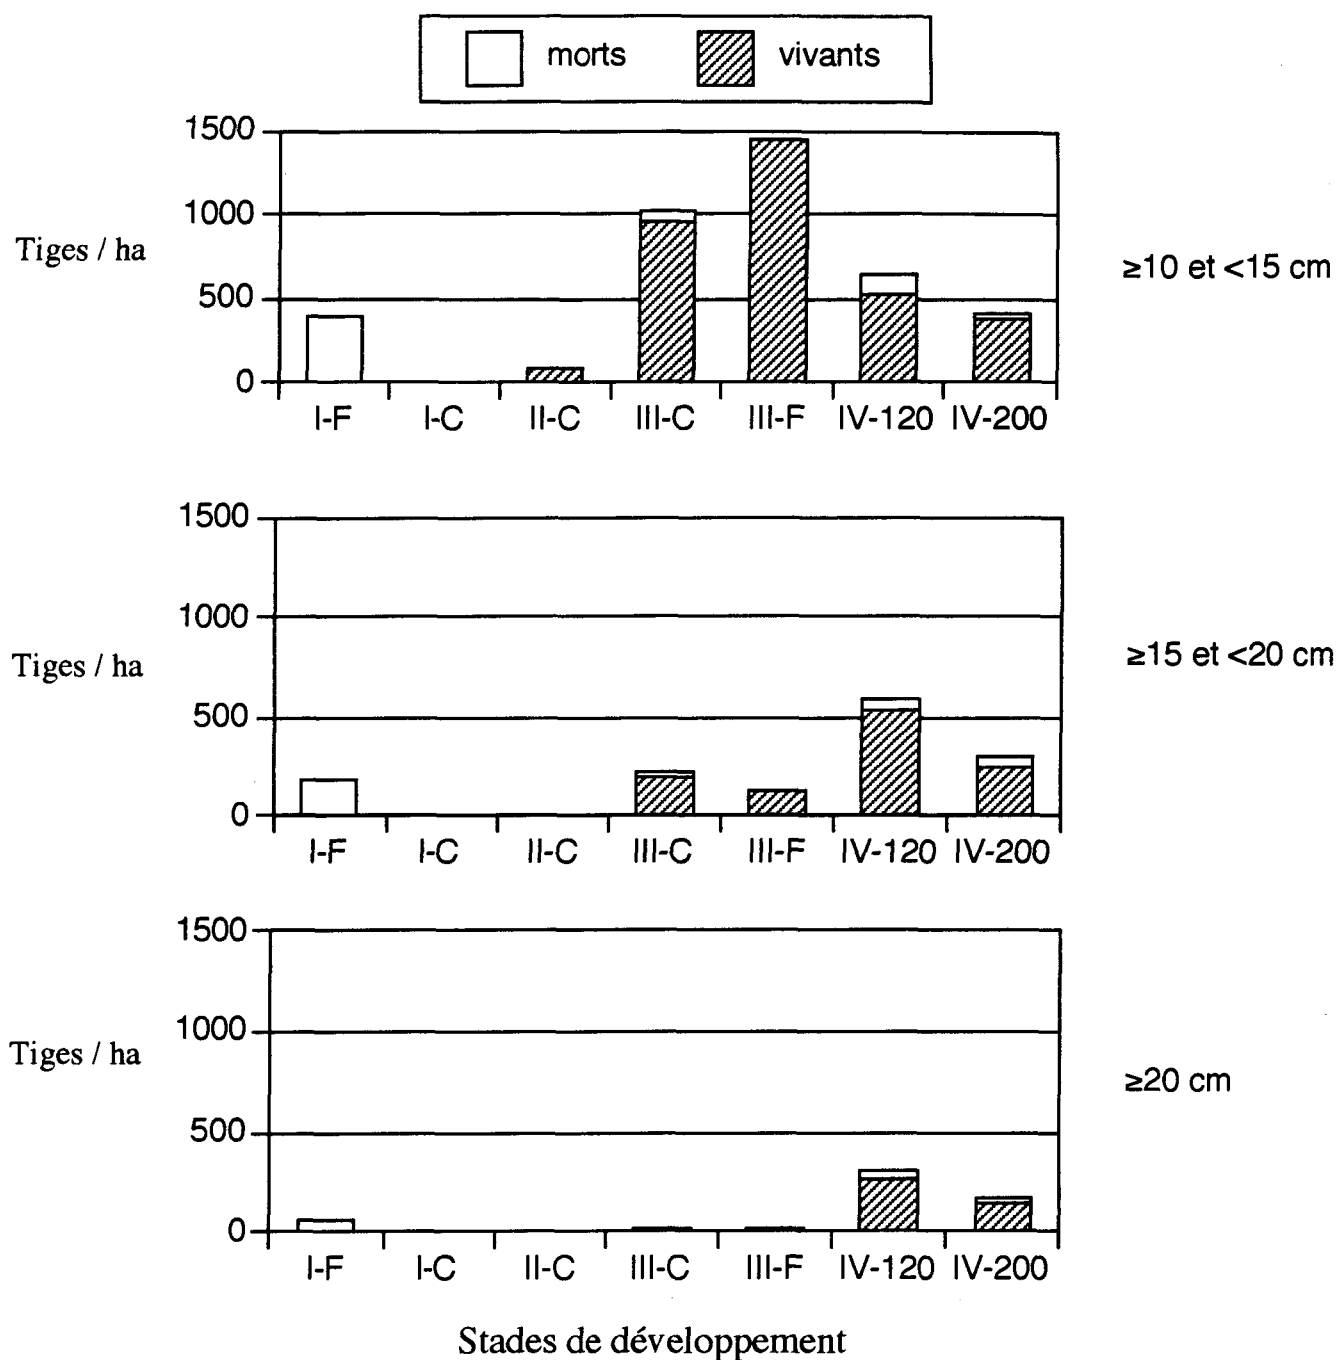 morts vivants
1500
1000
Tiges / ha
≥10 et <15 cm
500
0
I-F I-C II-C III-C III-F IV-120 IV-200
1500
1000
Tiges / ha
≥15 et <20 cm
500
0
I-F I-C II-C III-C III-F IV-120 IV-200
1500
1000
Tiges / ha
≥20 cm
500
0
I-F I-C II-C III-C III-F IV-120 IV-200
Stades de développement